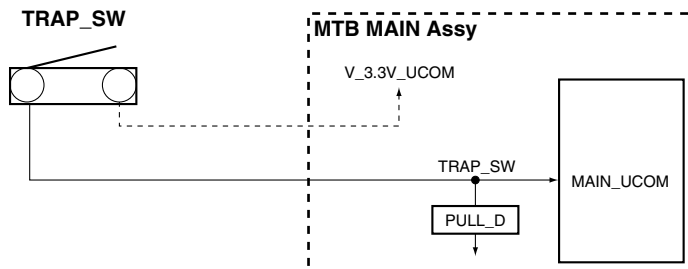 TRAP_SW
MTB MAIN Assy
V_3.3V_UCOM
TRAP_SW
MAIN_UCOM
PULL_D